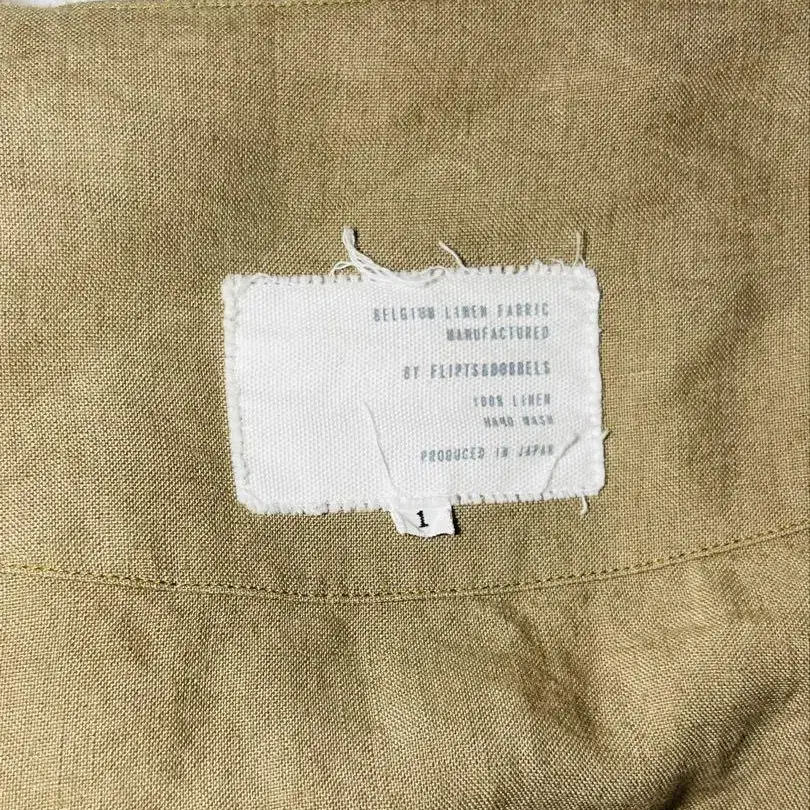 BELGIUM LINEN FABRIC
MANUFACTURED
BY FLIPTS&DOBBELS
100% LINEN
HAND WASH
PRODUCED IN JAPAN
1